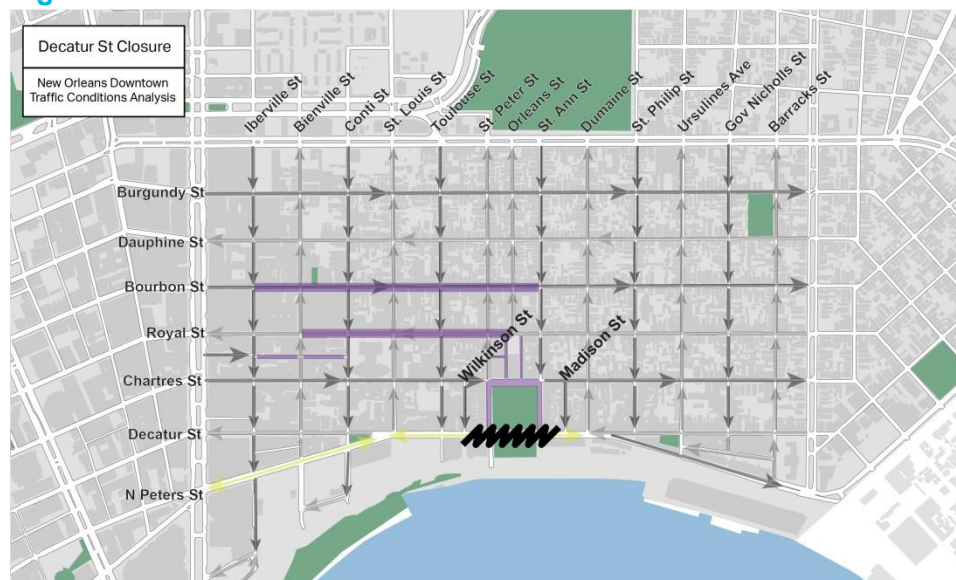 Decatur St Closure
New Orleans Downtown
Traffic Conditions Analysis
Iberville St
Bienville St
Conti St
St. Louis St
Toulouse St
St. Peter St
Orleans St
St. Ann St
Dumaine St
St. Philip St
Ursulines Ave
Gov Nicholls St
Barracks St
Burgundy St
Dauphine St
Bourbon St
Royal St
Wilkinson St
Madison St
Chartres St
Decatur St
N Peters St